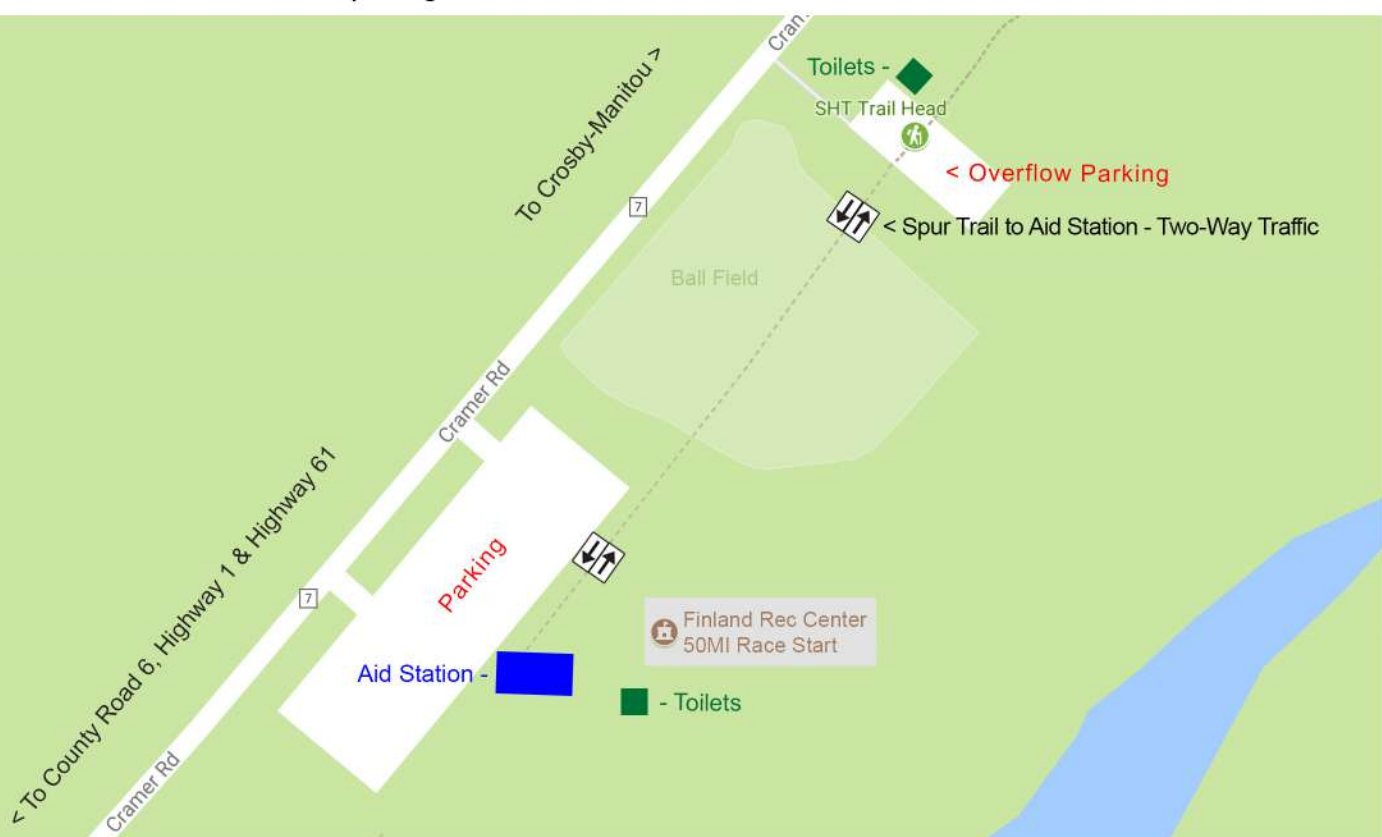 Cram
Toilets -
SHT Trail Head
To Crosby-Manitou >
< Overflow Parking
7
< Spur Trail to Aid Station - Two-Way Traffic
Ball Field
Cramer Rd
< To County Road 6, Highway 1 & Highway 61
Parking
7
Finland Rec Center
50MI Race Start
Aid Station -
- Toilets
Cramer Rd